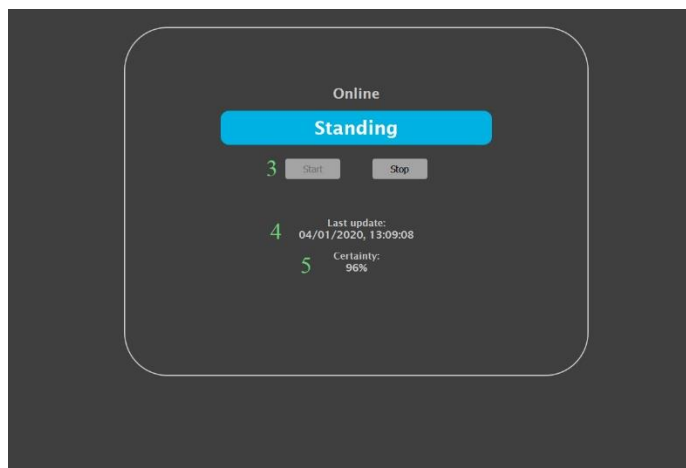 Online
Standing
3 Start Stop
4 Last update:
04/01/2020, 13:09:08
5 Certainty:
96%